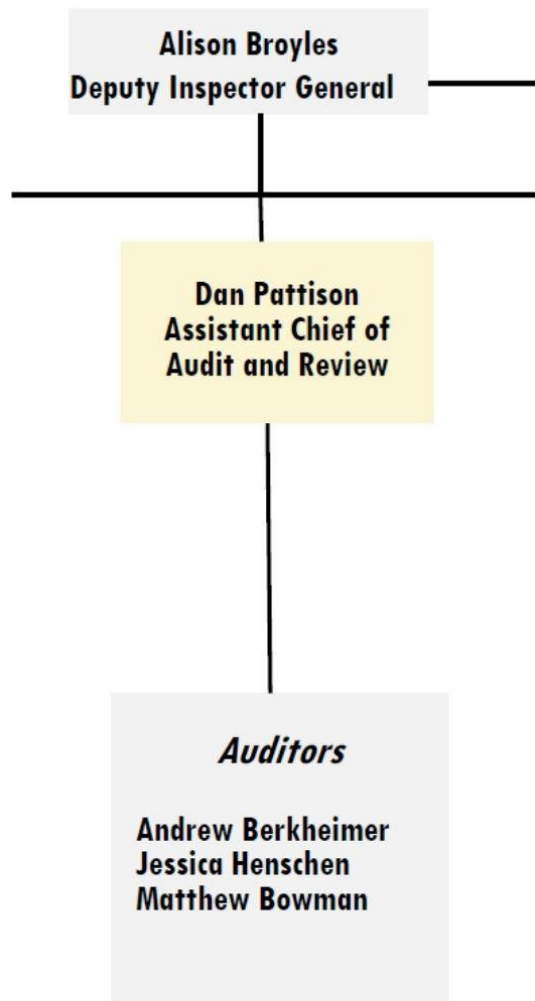 Alison Broyles
Deputy Inspector General
Dan Pattison
Assistant Chief of
Audit and Review
Auditors
Andrew Berkheimer
Jessica Henschen
Matthew Bowman